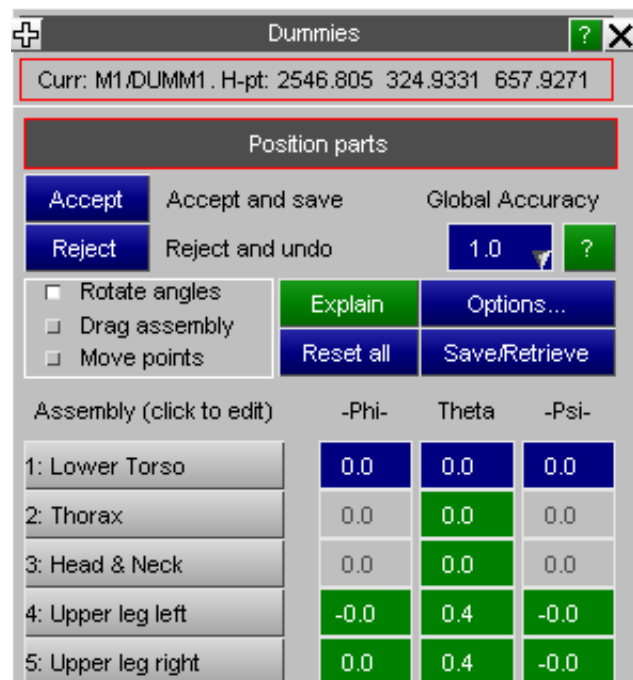 Dummies ? X
Curr: M1/DUMM1. H-pt: 2546.805 324.9331 657.9271
Position parts
Accept Accept and save Global Accuracy
Reject Reject and undo 1.0 ?
Rotate angles
Drag assembly
Move points
Explain Options...
Reset all Save/Retrieve
Assembly (click to edit) -Phi- Theta -Psi-
1: Lower Torso 0.0 0.0 0.0
2: Thorax 0.0 0.0 0.0
3: Head & Neck 0.0 0.0 0.0
4: Upper leg left -0.0 0.4 -0.0
5: Upper leg right 0.0 0.4 -0.0